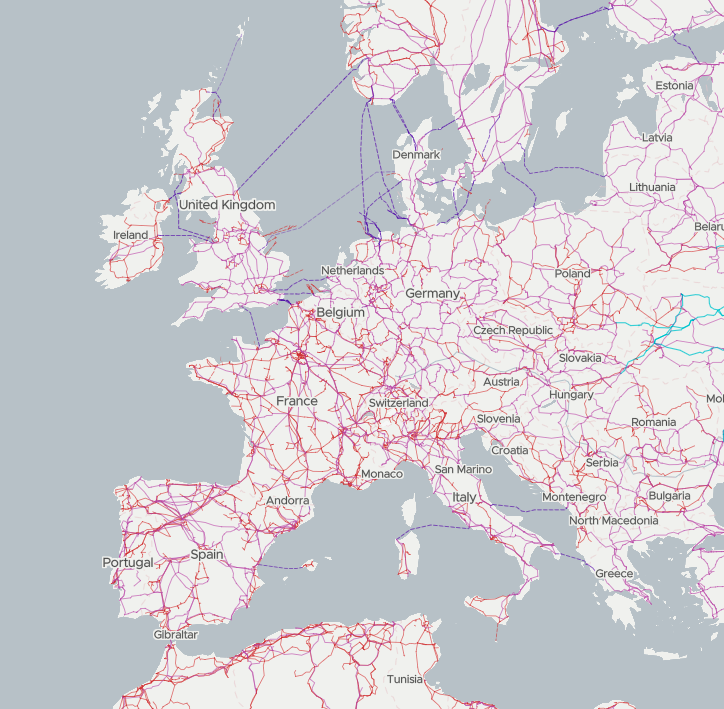 Estonia
Latvia
Denmark
Lithuania
United Kingdom
Belaru
Ireland
Netherlands
Poland
Germany
Belgium
Czech Republic
Slovakia
Austria
Hungary
France
Switzerland
Mol
Slovenia
Romania
Croatia
Serbia
Monaco
San Marino
Andorra
Italy
Montenegro
Bulgaria
North Macedonia
Spain
Portugal
Greece
Gibraltar
Tunisia